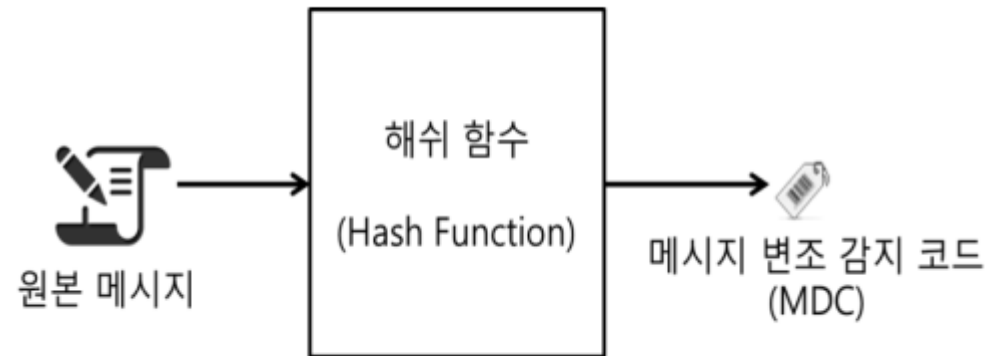 원본 메시지
해쉬 함수
(Hash Function)
메시지 변조 감지 코드
(MDC)